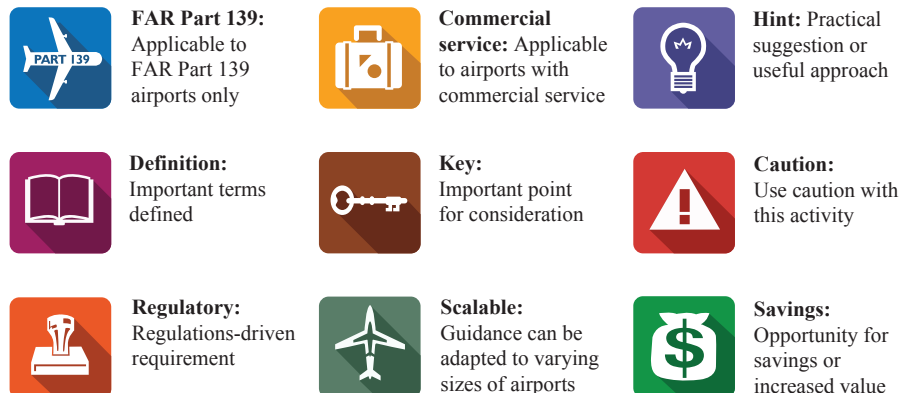 PART 139
FAR Part 139:
Applicable to
FAR Part 139
airports only
Commercial
service: Applicable
to airports with
commercial service
Hint: Practical
suggestion or
useful approach
Definition:
Important terms
defined
Key:
Important point
for consideration
Caution:
Use caution with
this activity
Regulatory:
Regulations-driven
requirement
Scalable:
Guidance can be
adapted to varying
sizes of airports
$
Savings:
Opportunity for
savings or
increased value